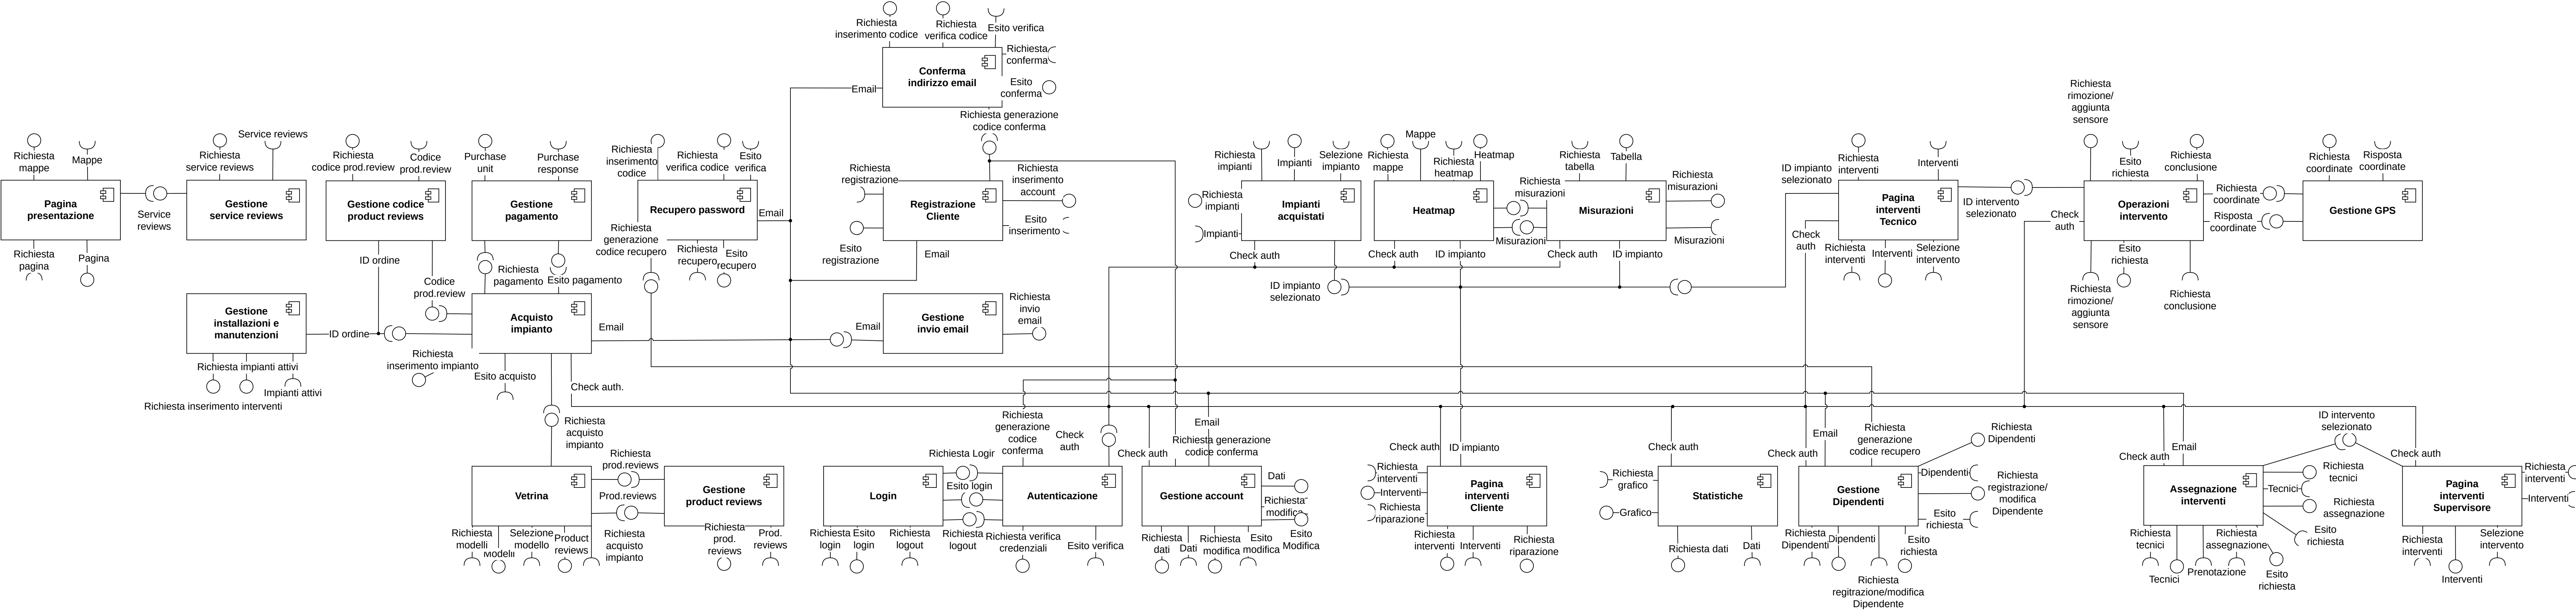 Richiesta
inserimento codice
Richiesta
verifica codice
Esito verifica
Conferma
indirizzo email
Richiesta
conferma
Esito
conferma
Email
Richiesta generazione
codice conferma
Richiesta
mappe
Mappe
Pagina
presentazione
Richiesta
pagina
Pagina
Service
reviews
Richiesta
service reviews
Service reviews
Gestione
service reviews
Richiesta
codice prod.review
Codice
prod.review
Gestione codice
product reviews
ID ordine
Codice
prod.review
Purchase
unit
Purchase
response
Gestione
pagamento
Richiesta
pagamento
Esito pagamento
Richiesta
inserimento
codice
Richiesta
verifica codice
Esito
verifica
Recupero password
Email
Richiesta
generazione
codice recupero
Richiesta
recupero
Esito
recupero
Richiesta
registrazione
Registrazione
Cliente
Richiesta
inserimento
account
Esito
inserimento
Esito
registrazione
Email
Richiesta
impianti
Impianti
Selezione
impianto
Richiesta
impianti
Impianti
Impianti
acquistati
Check auth
ID impianto
selezionato
Richiesta
mappe
Mappe
Richiesta
heatmap
Heatmap
Heatmap
Check auth
ID impianto
Richiesta
misurazioni
Misurazioni
Richiesta
tabella
Tabella
Misurazioni
Richiesta
misurazioni
Misurazioni
Check auth
ID impianto
ID impianto
selezionato
Richiesta
interventi
Interventi
Pagina
interventi
Tecnico
Check
auth
Richiesta
interventi
Interventi
Selezione
intervento
ID intervento
selezionato
Check
auth
Richiesta
rimozione/
aggiunta
sensore
Esito
richiesta
Richiesta
conclusione
Operazioni
intervento
Richiesta
rimozione/
aggiunta
sensore
Esito
richiesta
Richiesta
conclusione
Richiesta
coordinate
Risposta
coordinate
Richiesta
coordinate
Risposta
coordinate
Gestione GPS
Gestione
installazioni e
manutenzioni
ID ordine
Richiesta impianti attivi
Impianti attivi
Richiesta inserimento interventi
Acquisto
impianto
Email
Richiesta
inserimento impianto
Esito acquisto
Check auth.
Richiesta
acquisto
impianto
Email
Gestione
invio email
Richiesta
invio
email
Vetrina
Richiesta
prod.reviews
Prod.reviews
Richiesta
modelli
Modelli
Selezione
modello
Product
reviews
Richiesta
acquisto
impianto
Gestione
product reviews
Richiesta
prod.
reviews
Prod.
reviews
Login
Richiesta
login
Esito
login
Richiesta
logout
Richiesta Login
Esito login
Richiesta
logout
Richiesta
generazione
codice
conferma
Check
auth
Autenticazione
Richiesta verifica
credenziali
Esito verifica
Check auth
Email
Richiesta generazione
codice conferma
Gestione account
Dati
Richiesta
modifica
Esito
Modifica
Richiesta
dati
Dati
Richiesta
modifica
Esito
modifica
Check auth
ID impianto
Richiesta
interventi
Interventi
Richiesta
riparazione
Pagina
interventi
Cliente
Richiesta
interventi
Interventi
Richiesta
riparazione
Check auth
Richiesta
grafico
Grafico
Statistiche
Richiesta dati
Dati
Check auth
Email
Richiesta
generazione
codice recupero
Gestione
Dipendenti
Richiesta
Dipendenti
Dipendenti
Richiesta
registrazione/
modifica
Dipendente
Esito
richiesta
Richiesta
Dipendenti
Dipendenti
Esito
richiesta
Richiesta
regitrazione/modifica
Dipendente
Check auth
Email
Assegnazione
interventi
Richiesta
tecnici
Tecnici
Richiesta
assegnazione
Esito
richiesta
Richiesta
tecnici
Tecnici
Prenotazione
Richiesta
assegnazione
Esito
richiesta
ID intervento
selezionato
Check auth
Pagina
interventi
Supervisore
Richiesta
interventi
Interventi
Richiesta
interventi
Interventi
Selezione
intervento